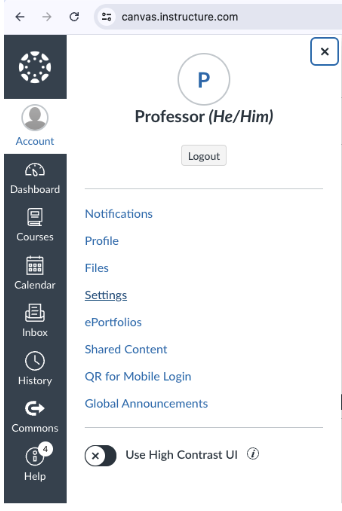 canvas.instructure.com
P
Professor (He/Him)
Logout
Account
Dashboard
Courses
Calendar
Inbox
History
Commons
4
Help
Notifications
Profile
Files
Settings
ePortfolios
Shared Content
QR for Mobile Login
Global Announcements
Use High Contrast UI